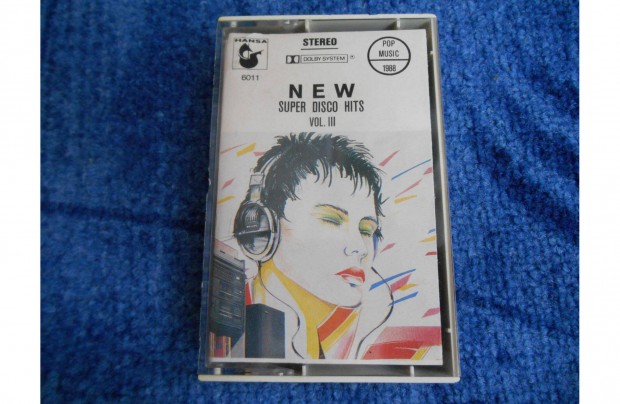 HANSA
6011
STEREO
DOLBY SYSTEM ®
POP
MUSIC
1988
NEW
SUPER DISCO HITS
VOL. III